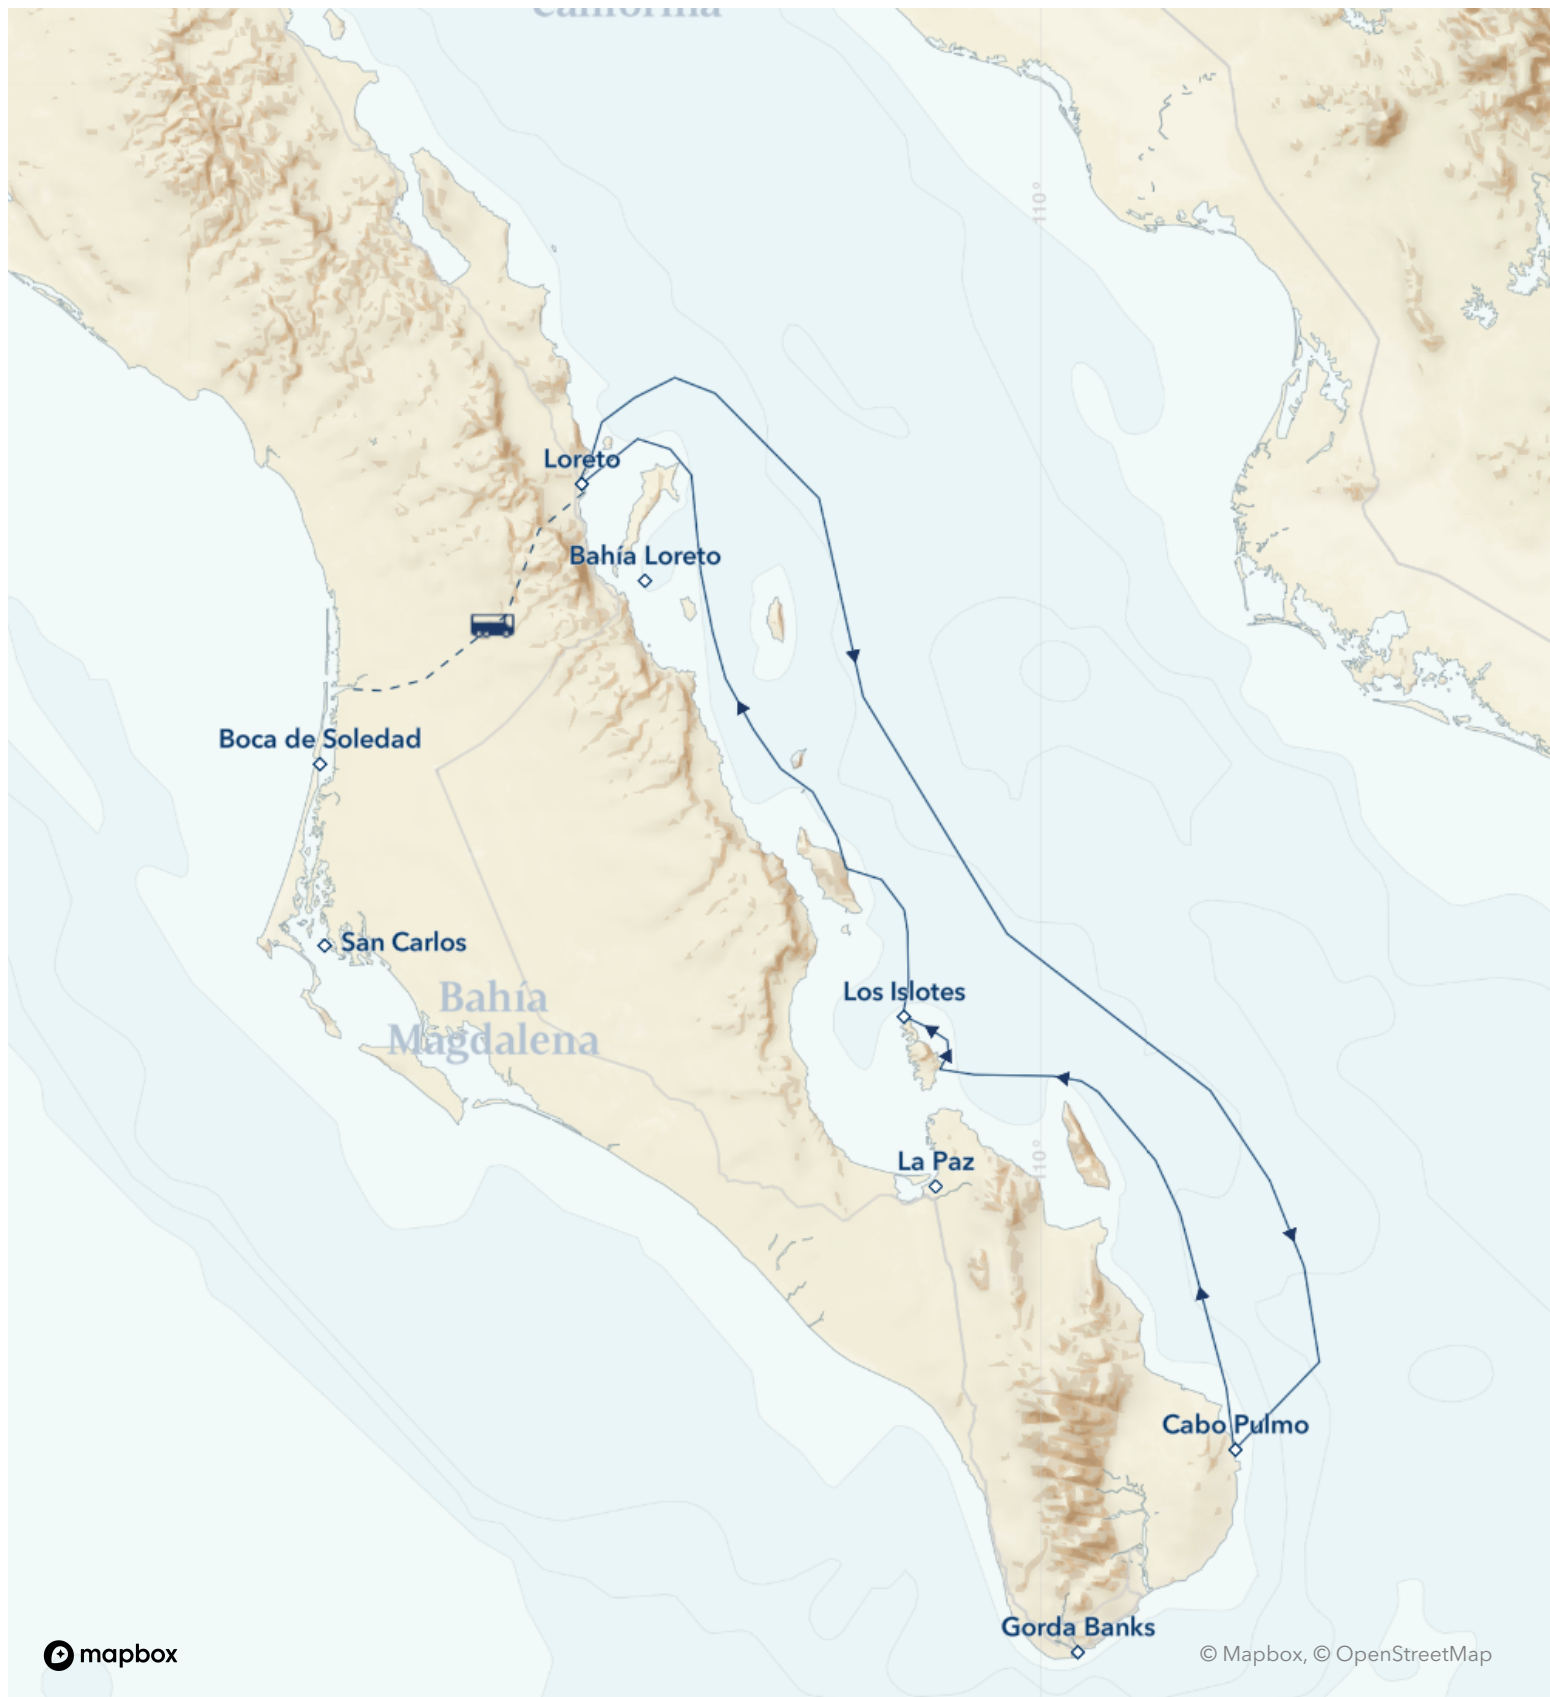 California
110°
Loreto
Bahía Loreto
Boca de Soledad
San Carlos
Bahía
Magdalena
Los Islotes
110°
La Paz
Cabo Pulmo
Gorda Banks
mapbox
© Mapbox, © OpenStreetMap